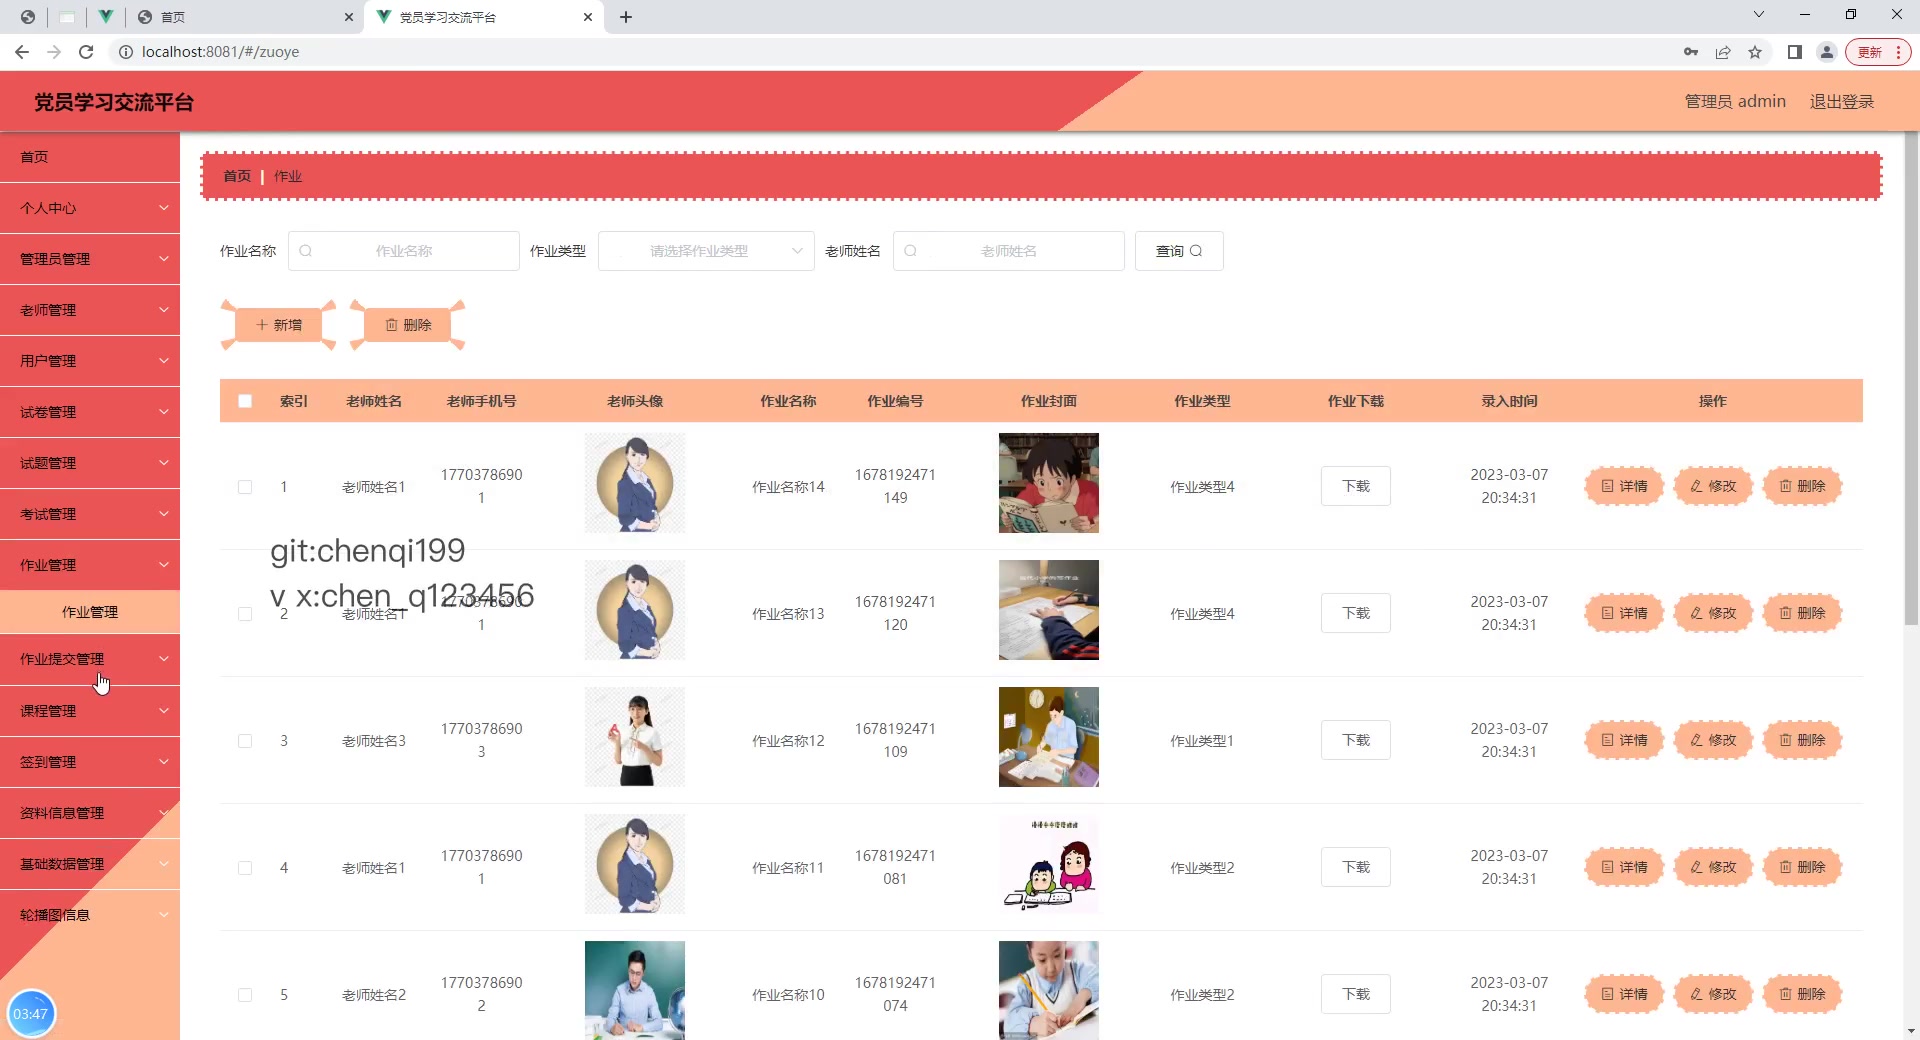 首页
党员学习交流平台
localhost:8081/#/zuoye
更新
党员学习交流平台
管理员 admin
退出登录
首页
个人中心
管理员管理
老师管理
用户管理
试卷管理
试题管理
考试管理
作业管理
作业管理
作业提交管理
课程管理
签到管理
资料信息管理
基础数据管理
轮播图信息
03:47
首页 | 作业
作业名称 作业名称 作业类型 请选择作业类型 老师姓名 老师姓名 查询
新增 删除
索引 老师姓名 老师手机号 老师头像 作业名称 作业编号 作业封面 作业类型 作业下载 录入时间 操作
1 老师姓名1 17703786901 作业名称14 1678192471149 作业类型4 下载 2023-03-07 20:34:31 详情 修改 删除
git:chenqi199
v x:chen_q123456
2 老师姓名1 17703786901 作业名称13 1678192471120 作业类型4 下载 2023-03-07 20:34:31 详情 修改 删除
3 老师姓名3 17703786903 作业名称12 1678192471109 作业类型1 下载 2023-03-07 20:34:31 详情 修改 删除
4 老师姓名1 17703786901 作业名称11 1678192471081 作业类型2 下载 2023-03-07 20:34:31 详情 修改 删除
5 老师姓名2 17703786902 作业名称10 1678192471074 作业类型2 下载 2023-03-07 20:34:31 详情 修改 删除